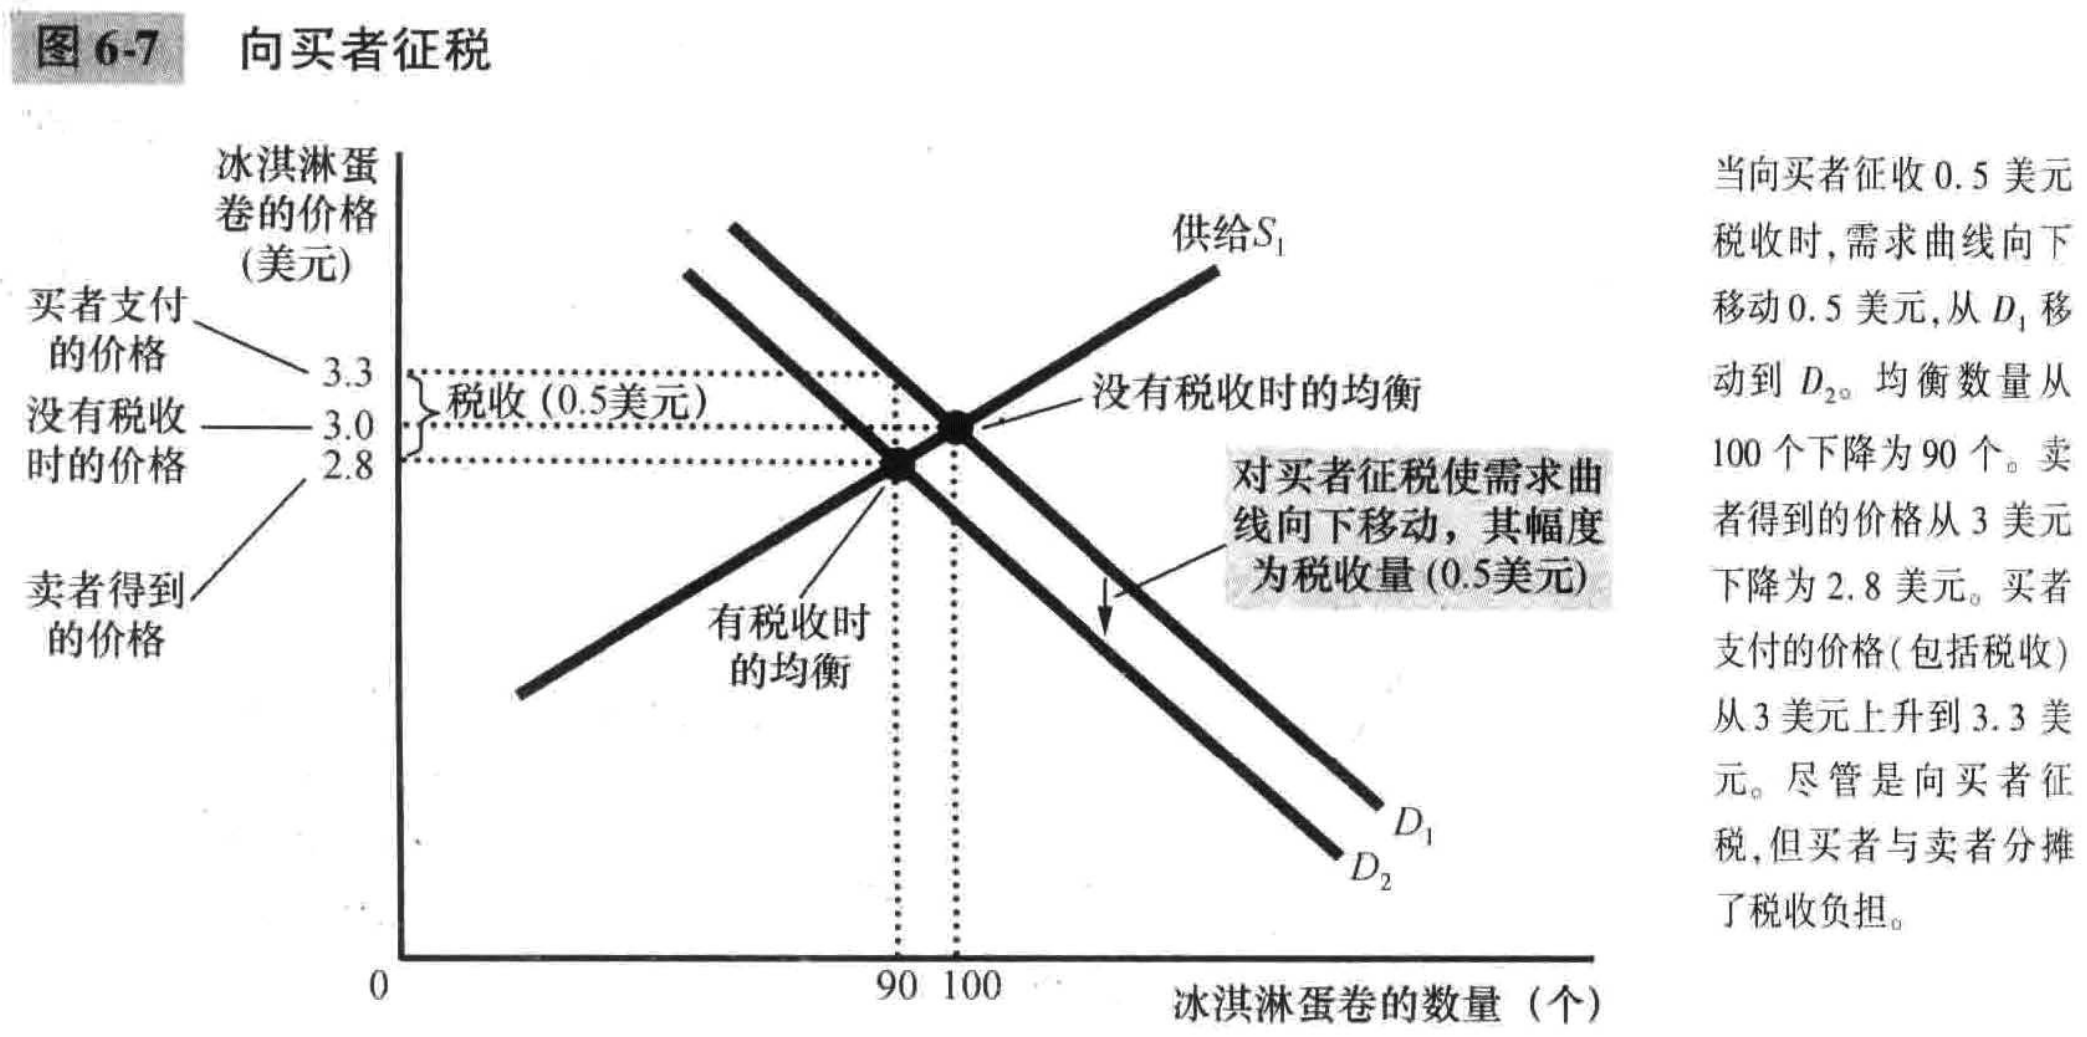 图 6-7 向买者征税
冰淇淋蛋
卷的价格
(美元)
买者支付
的价格
3.3
没有税收
时的价格
3.0
2.8
卖者得到
的价格
税收 (0.5美元)
供给S₁
没有税收时的均衡
对买者征税使需求曲
线向下移动，其幅度
为税收量 (0.5美元)
有税收时
的均衡
D₁
D₂
0
90
100
冰淇淋蛋卷的数量（个）
当向买者征收 0.5 美元
税收时,需求曲线向下
移动 0.5 美元,从 D₁ 移
动到 D₂。均衡数量从
100 个下降为 90 个。卖
者得到的价格从 3 美元
下降为 2.8 美元。买者
支付的价格(包括税收)
从 3 美元上升到 3.3 美
元。尽管是向买者征
税,但买者与卖者分摊
了税收负担。